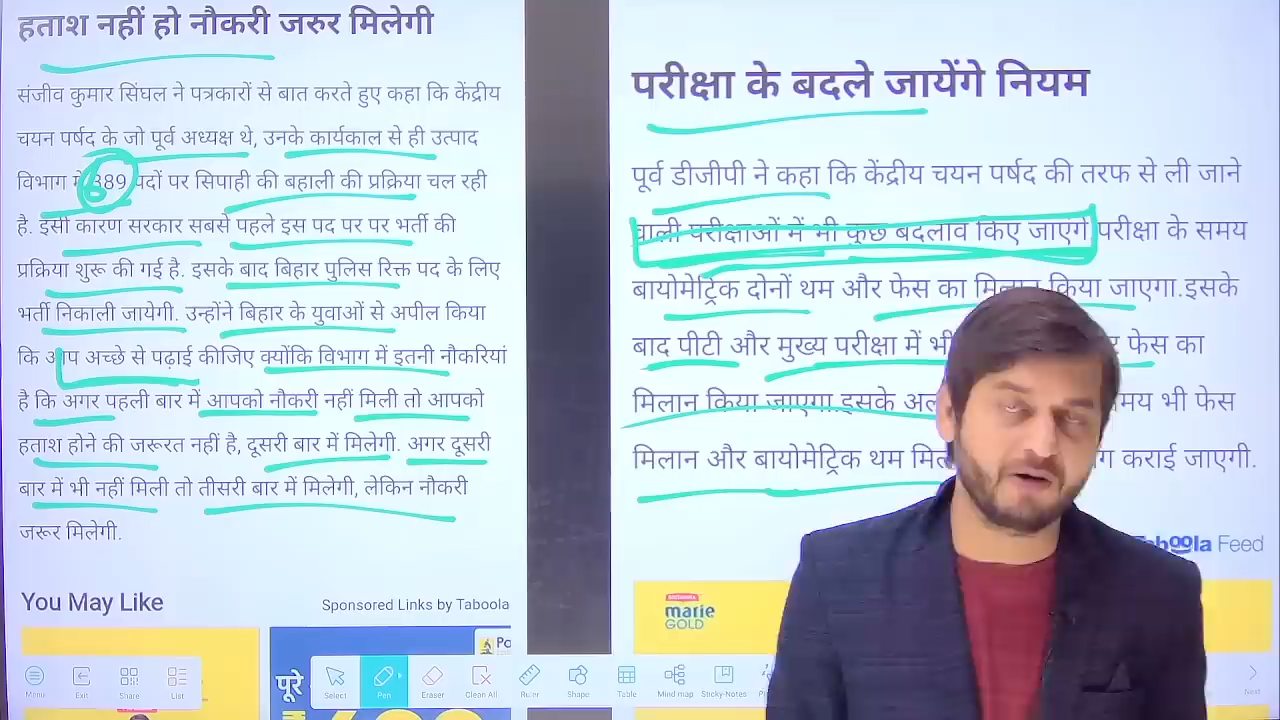 हताश नहीं हो नौकरी जरुर मिलेगी
संजीव कुमार सिंघल ने पत्रकारों से बात करते हुए कहा कि केंद्रीय
चयन पर्षद के जो पूर्व अध्यक्ष थे, उनके कार्यकाल से ही उत्पाद
विभाग में 689 पदों पर सिपाही की बहाली की प्रक्रिया चल रही
है. इसी कारण सरकार सबसे पहले इस पद पर पर भर्ती की
प्रक्रिया शुरू की गई है. इसके बाद बिहार पुलिस रिक्त पद के लिए
भर्ती निकाली जायेगी. उन्होंने बिहार के युवाओं से अपील किया
कि आप अच्छे से पढ़ाई कीजिए क्योंकि विभाग में इतनी नौकरियां
है कि अगर पहली बार में आपको नौकरी नहीं मिली तो आपको
हताश होने की जरूरत नहीं है, दूसरी बार में मिलेगी. अगर दूसरी
बार में भी नहीं मिली तो तीसरी बार में मिलेगी, लेकिन नौकरी
जरूर मिलेगी.
You May Like
Sponsored Links by Taboola
पूरे
परीक्षा के बदले जायेंगे नियम
पूर्व डीजीपी ने कहा कि केंद्रीय चयन पर्षद की तरफ से ली जाने
वाली परीक्षाओं में भी कुछ बदलाव किए जाएंगे परीक्षा के समय
बायोमेट्रिक दोनों थम और फेस का मिलान किया जाएगा.इसके
बाद पीटी और मुख्य परीक्षा में भी फेस का
मिलान किया जाएगा.इसके भी फेस
मिलान और बायोमेट्रिक थम कराई जाएगी.
Taboola Feed
BRITANNIA
marie
GOLD
Menu Exit Share List Select Pen Eraser Clean All Ruler Shape Table Mind map Sticky-Notes Next